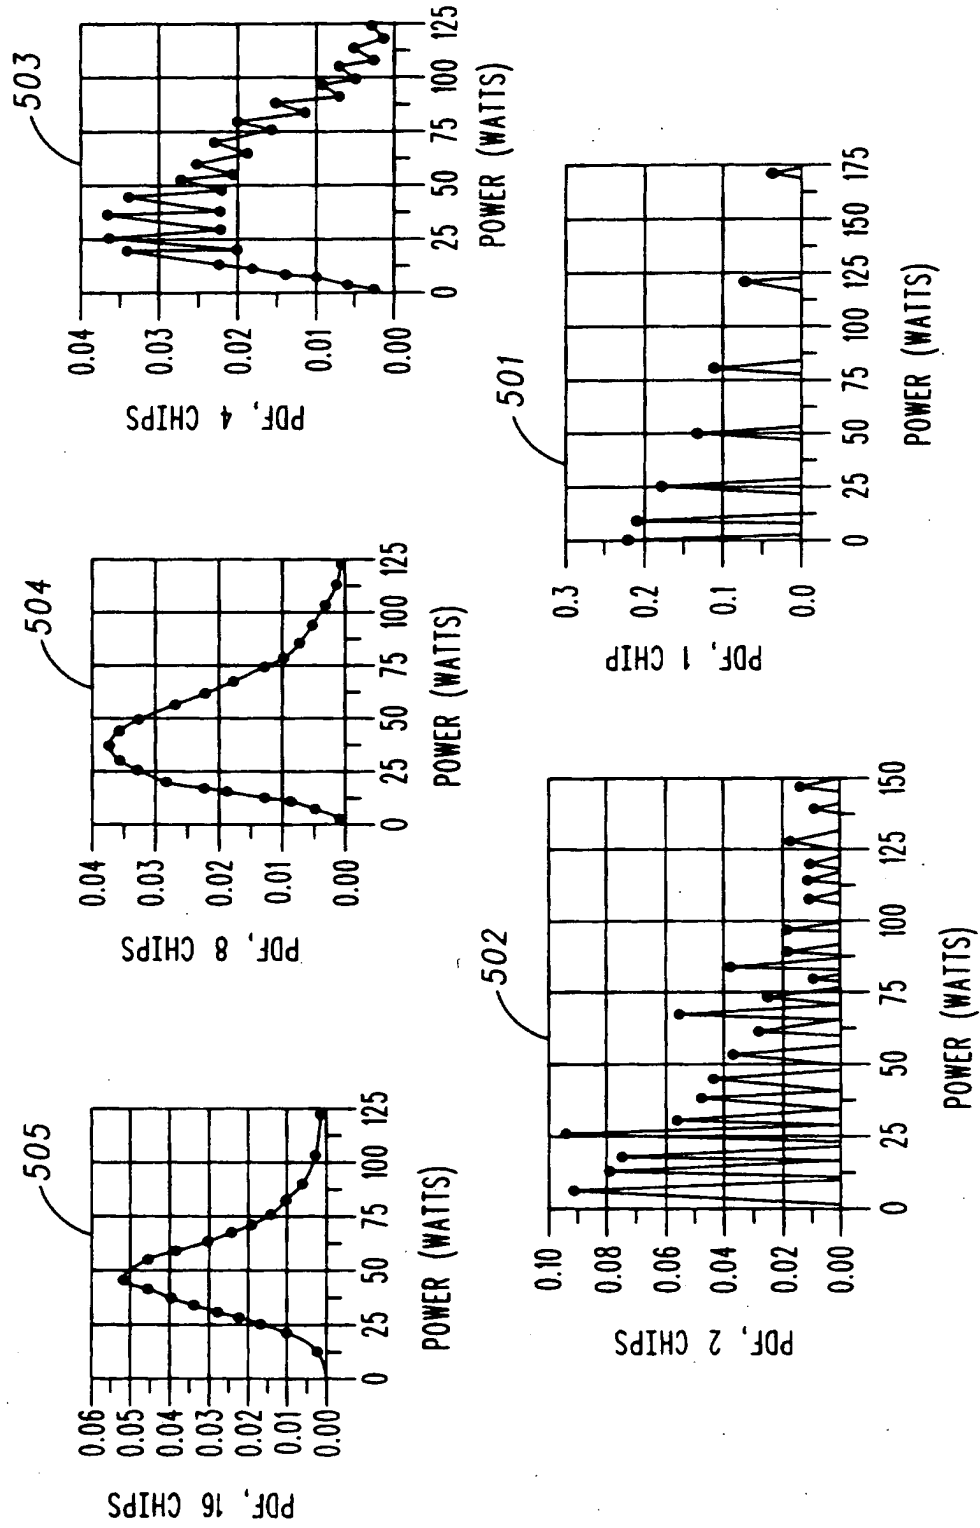 505
PDF, 16 CHIPS
0.06
0.05
0.04
0.03
0.02
0.01
0.00
0 25 50 75 100 125
POWER (WATTS)
504
PDF, 8 CHIPS
0.04
0.03
0.02
0.01
0.00
0 25 50 75 100 125
POWER (WATTS)
503
PDF, 4 CHIPS
0.04
0.03
0.02
0.01
0.00
0 25 50 75 100 125
POWER (WATTS)
502
PDF, 2 CHIPS
0.10
0.08
0.06
0.04
0.02
0.00
0 25 50 75 100 125 150
POWER (WATTS)
501
PDF, 1 CHIP
0.3
0.2
0.1
0.0
0 25 50 75 100 125 150 175
POWER (WATTS)